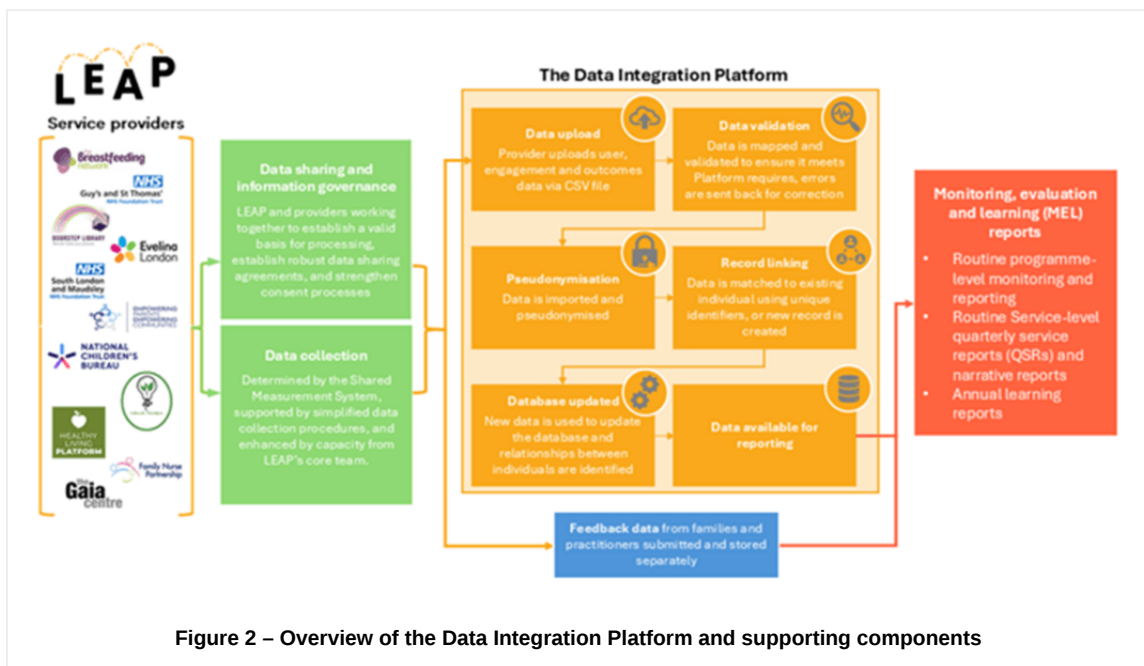 LEAP
Service providers
the
Breastfeeding
network
NHS
Guy's and St Thomas'
NHS Foundation Trust
DOORSTEP LIBRARY
Evelina
London
NHS
South London
and Maudsley
NHS Foundation Trust
EMPOWERING
PARENTS
EMPOWERING
COMMUNITIES
NATIONAL
CHILDREN'S
BUREAU
HEALTHY
LIVING
PLATFORM
Family Nurse
Partnership
the
Gaia
centre
Data sharing and
information governance
LEAP and providers working
together to establish a valid
basis for processing,
establish robust data sharing
agreements, and strengthen
consent processes
Data collection
Determined by the Shared
Measurement System,
supported by simplified data
collection procedures, and
enhanced by capacity from
LEAP's core team.
The Data Integration Platform
Data upload
Provider uploads user,
engagement and outcomes
data via CSV file
Data validation
Data is mapped and
validated to ensure it meets
Platform requires, errors
are sent back for correction
Pseudonymisation
Data is imported and
pseudonymised
Record linking
Data is matched to existing
individual using unique
identifiers, or new record is
created
Database updated
New data is used to update
the database and
relationships between
individuals are identified
Data available for
reporting
Feedback data from families and
practitioners submitted and stored
separately
Monitoring, evaluation
and learning (MEL)
reports
• Routine programme-
level monitoring and
reporting
• Routine Service-level
quarterly service
reports (QSRs) and
narrative reports
• Annual learning
reports
Figure 2 – Overview of the Data Integration Platform and supporting components